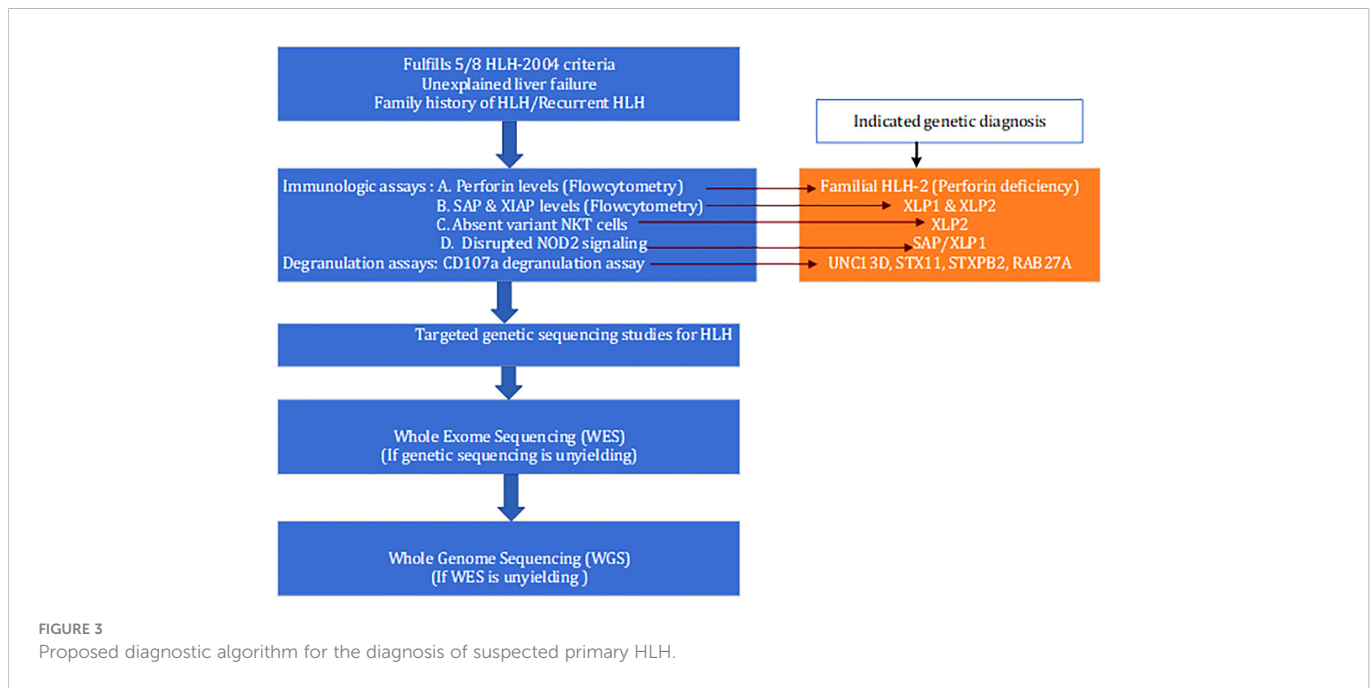 Fulfills 5/8 HLH-2004 criteria
Unexplained liver failure
Family history of HLH/Recurrent HLH
Indicated genetic diagnosis
Immunologic assays : A. Perforin levels (Flowcytometry)
B. SAP & XIAP levels (Flowcytometry)
C. Absent variant NKT cells
D. Disrupted NOD2 signaling
Degranulation assays: CD107a degranulation assay
Familial HLH-2 (Perforin deficiency)
XLP1 & XLP2
XLP2
SAP/XLP1
UNC13D, STX11, STXPB2, RAB27A
Targeted genetic sequencing studies for HLH
Whole Exome Sequencing (WES)
(If genetic sequencing is unyielding)
Whole Genome Sequencing (WGS)
(If WES is unyielding )
FIGURE 3
Proposed diagnostic algorithm for the diagnosis of suspected primary HLH.